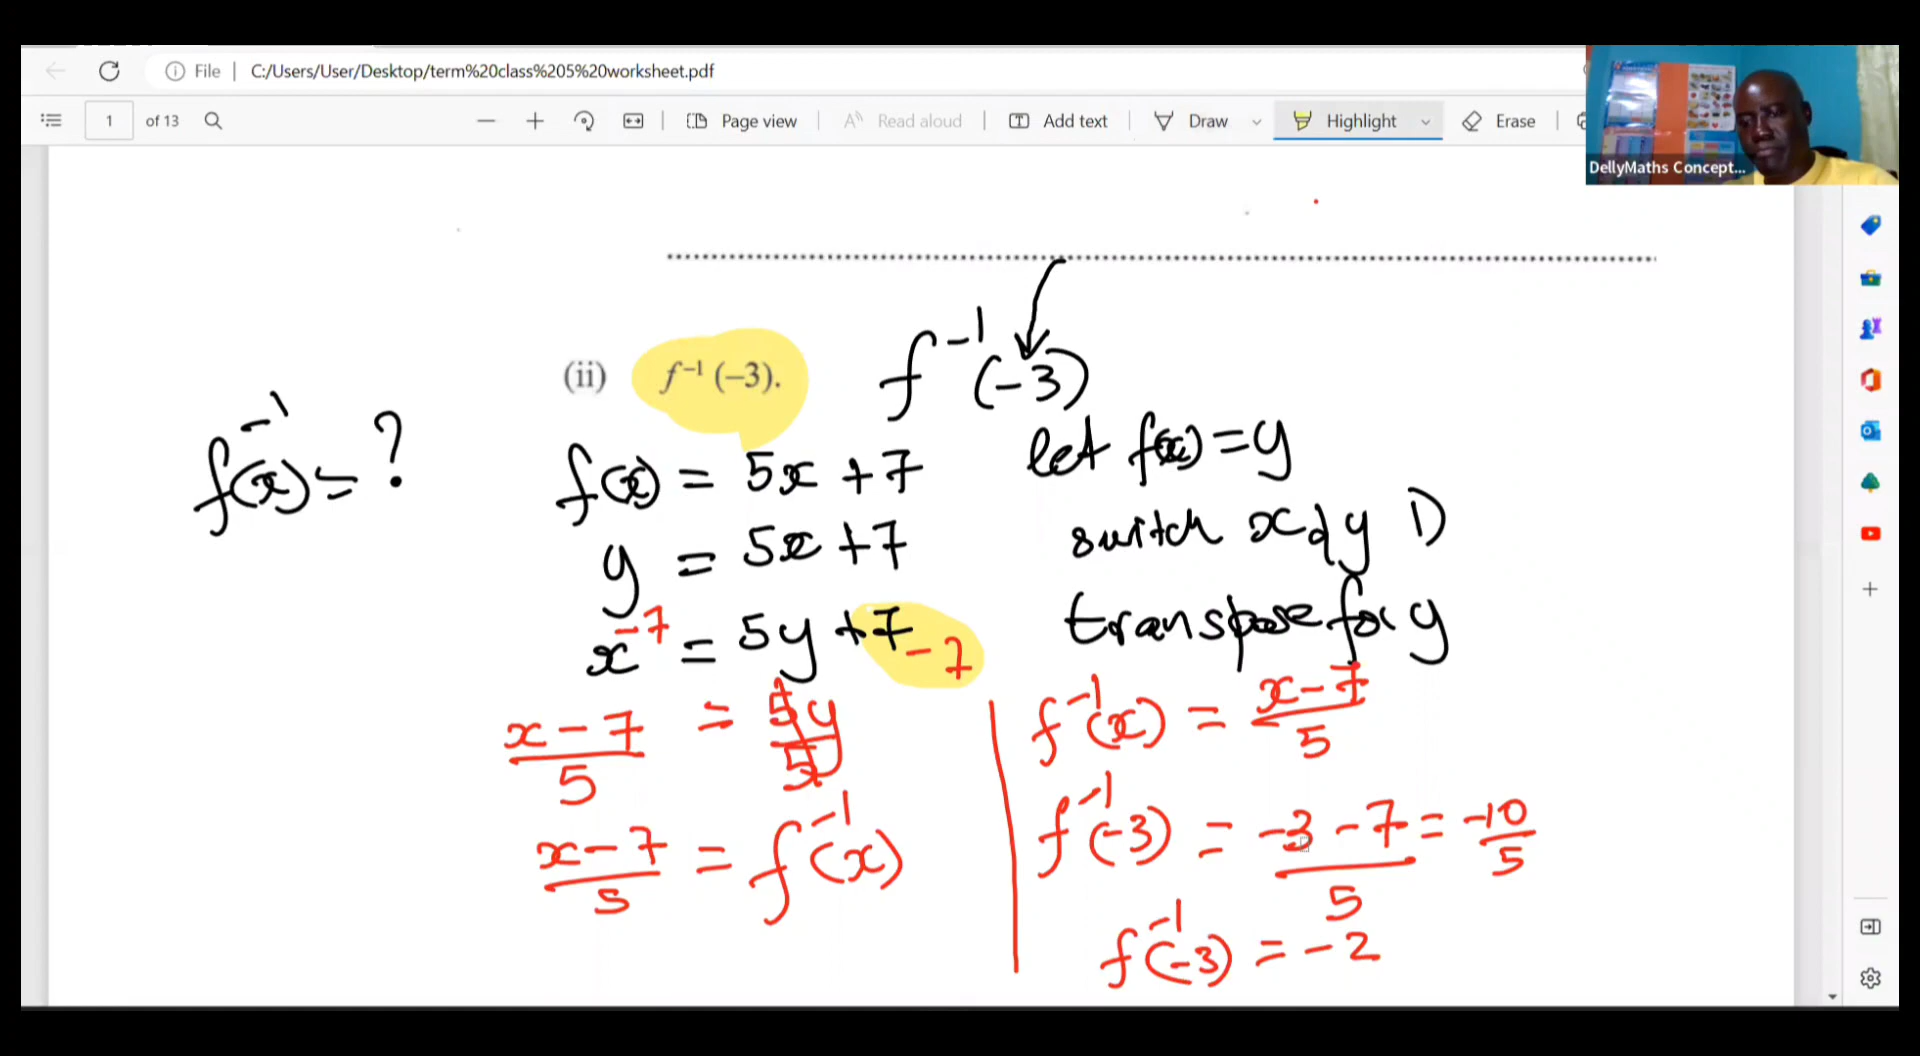 File | C:/Users/User/Desktop/term%20class%205%20worksheet.pdf
1 of 13 Page view Read aloud Add text Draw Highlight Erase
DellyMaths Concept...
(ii) f⁻¹ (−3). f⁻¹(−3)
f⁻¹(x) = ?
f(x) = 5x + 7 let f(x) = y
y = 5x + 7 switch x & y
x − 7 = 5y + 7 − 7 transpose for y
(x − 7)/5 = 5y/5 f⁻¹(x) = (x − 7)/5
(x − 7)/5 = f⁻¹(x) f⁻¹(−3) = (−3 − 7)/5 = −10/5
f⁻¹(−3) = −2